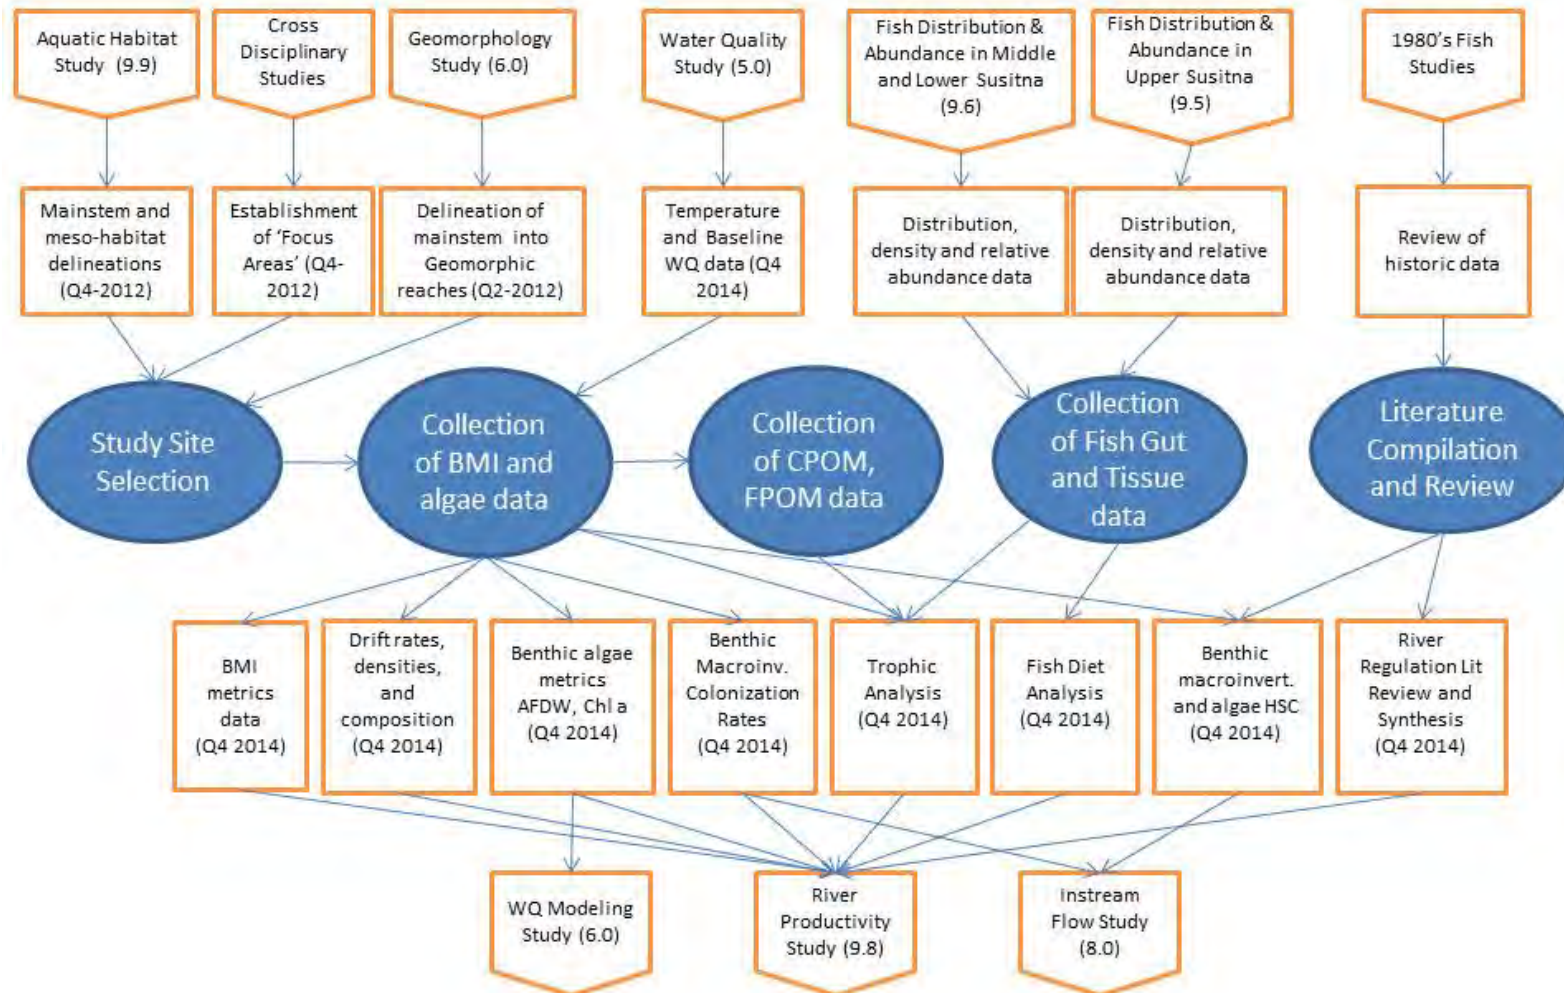 Aquatic Habitat
Study (9.9)
Cross
Disciplinary
Studies
Geomorphology
Study (6.0)
Water Quality
Study (5.0)
Fish Distribution &
Abundance in Middle
and Lower Susitna
(9.6)
Fish Distribution &
Abundance in
Upper Susitna
(9.5)
1980's Fish
Studies
Mainstem and
meso-habitat
delineations
(Q4-2012)
Establishment
of ‘Focus
Areas’ (Q4-
2012)
Delineation of
mainstem into
Geomorphic
reaches (Q2-2012)
Temperature
and Baseline
WQ data (Q4
2014)
Distribution,
density and relative
abundance data
Distribution,
density and relative
abundance data
Review of
historic data
Study Site
Selection
Collection
of BMI and
algae data
Collection
of CPOM,
FPOM data
Collection
of Fish Gut
and Tissue
data
Literature
Compilation
and Review
BMI
metrics
data
(Q4 2014)
Drift rates,
densities,
and
composition
(Q4 2014)
Benthic algae
metrics
AFDW, Chl a
(Q4 2014)
Benthic
Macroinv.
Colonization
Rates
(Q4 2014)
Trophic
Analysis
(Q4 2014)
Fish Diet
Analysis
(Q4 2014)
Benthic
macroinvert.
and algae HSC
(Q4 2014)
River
Regulation Lit
Review and
Synthesis
(Q4 2014)
WQ Modeling
Study (6.0)
River
Productivity
Study (9.8)
Instream
Flow Study
(8.0)